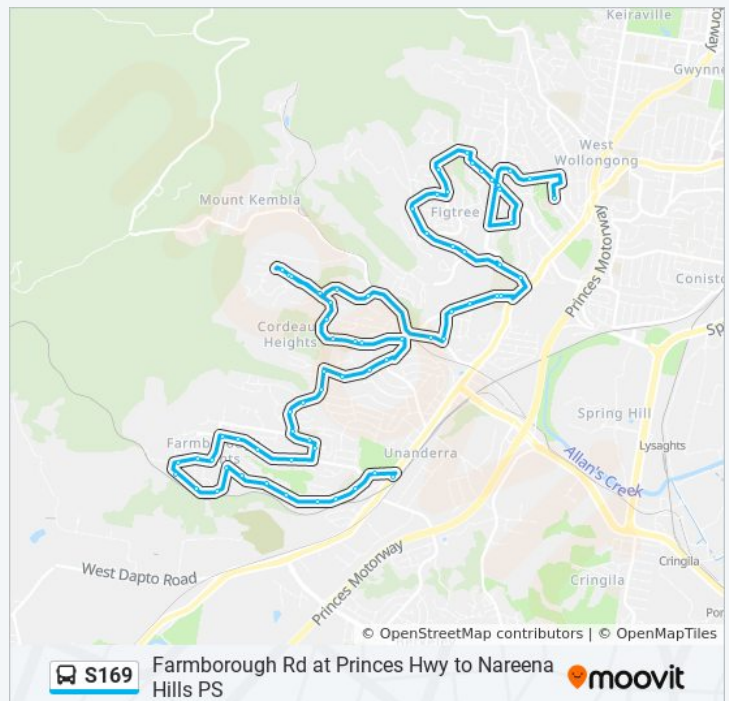 Keiraville
Gwynne
West
Wollongong
Mount Kembla
Figtree
Princes Motorway
Conisto
Cordeau
Heights
Spring Hill
Lysaghts
Unanderra
Allan's Creek
West Dapto Road
Princes Motorway
Cringila
Cringila
© OpenStreetMap contributors | © OpenMapTiles
S169
Farmborough Rd at Princes Hwy to Nareena
Hills PS
moovit